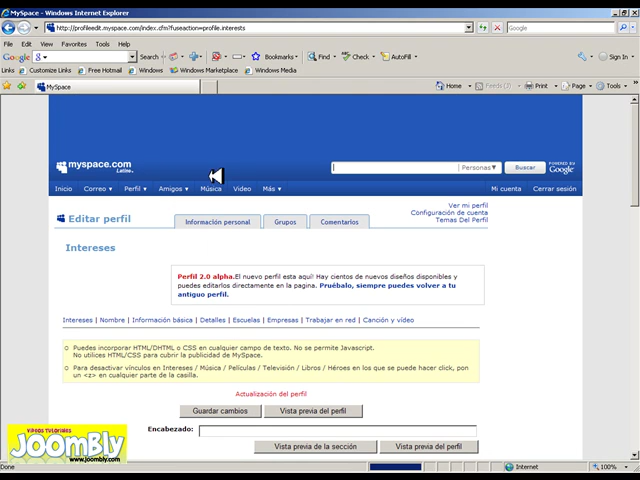 MySpace - Windows Internet Explorer
http://profileedit.myspace.com/index.cfm?fuseaction=profile.interests
Google
File Edit View Favorites Tools Help
Google G Search Bookmarks Find Check AutoFill Sign In
Links Customize Links Free Hotmail Windows Windows Marketplace Windows Media
MySpace Home Feeds (J) Print Page Tools
myspace.com
Latino
Personas Buscar
POWERED BY
Google
Inicio Correo Perfil Amigos Música Video Más Mi cuenta Cerrar sesión
Ver mi perfil
Configuración de cuenta
Temas Del Perfil
Editar perfil Información personal Grupos Comentarios
Intereses
Perfil 2.0 alpha.El nuevo perfil esta aquí! Hay cientos de nuevos diseños disponibles y
puedes editarlos directamente en la pagina. Pruébalo, siempre puedes volver a tu
antiguo perfil.
Intereses | Nombre | Información básica | Detalles | Escuelas | Empresas | Trabajar en red | Canción y vídeo
Puedes incorporar HTML/DHTML o CSS en cualquier campo de texto. No se permite Javascript.
No utilices HTML/CSS para cubrir la publicidad de MySpace.
Para desactivar vínculos en Intereses / Música / Películas / Televisión / Libros / Héroes en los que se puede hacer click, pon
un <z> en cualquier parte de la casilla.
Actualización del perfil
Guardar cambios Vista previa del perfil
Encabezado:
Vista previa de la sección Vista previa del perfil
VIDEOS TUTORIALES
JOOMBLY
www.joombly.com
Done Internet 100%